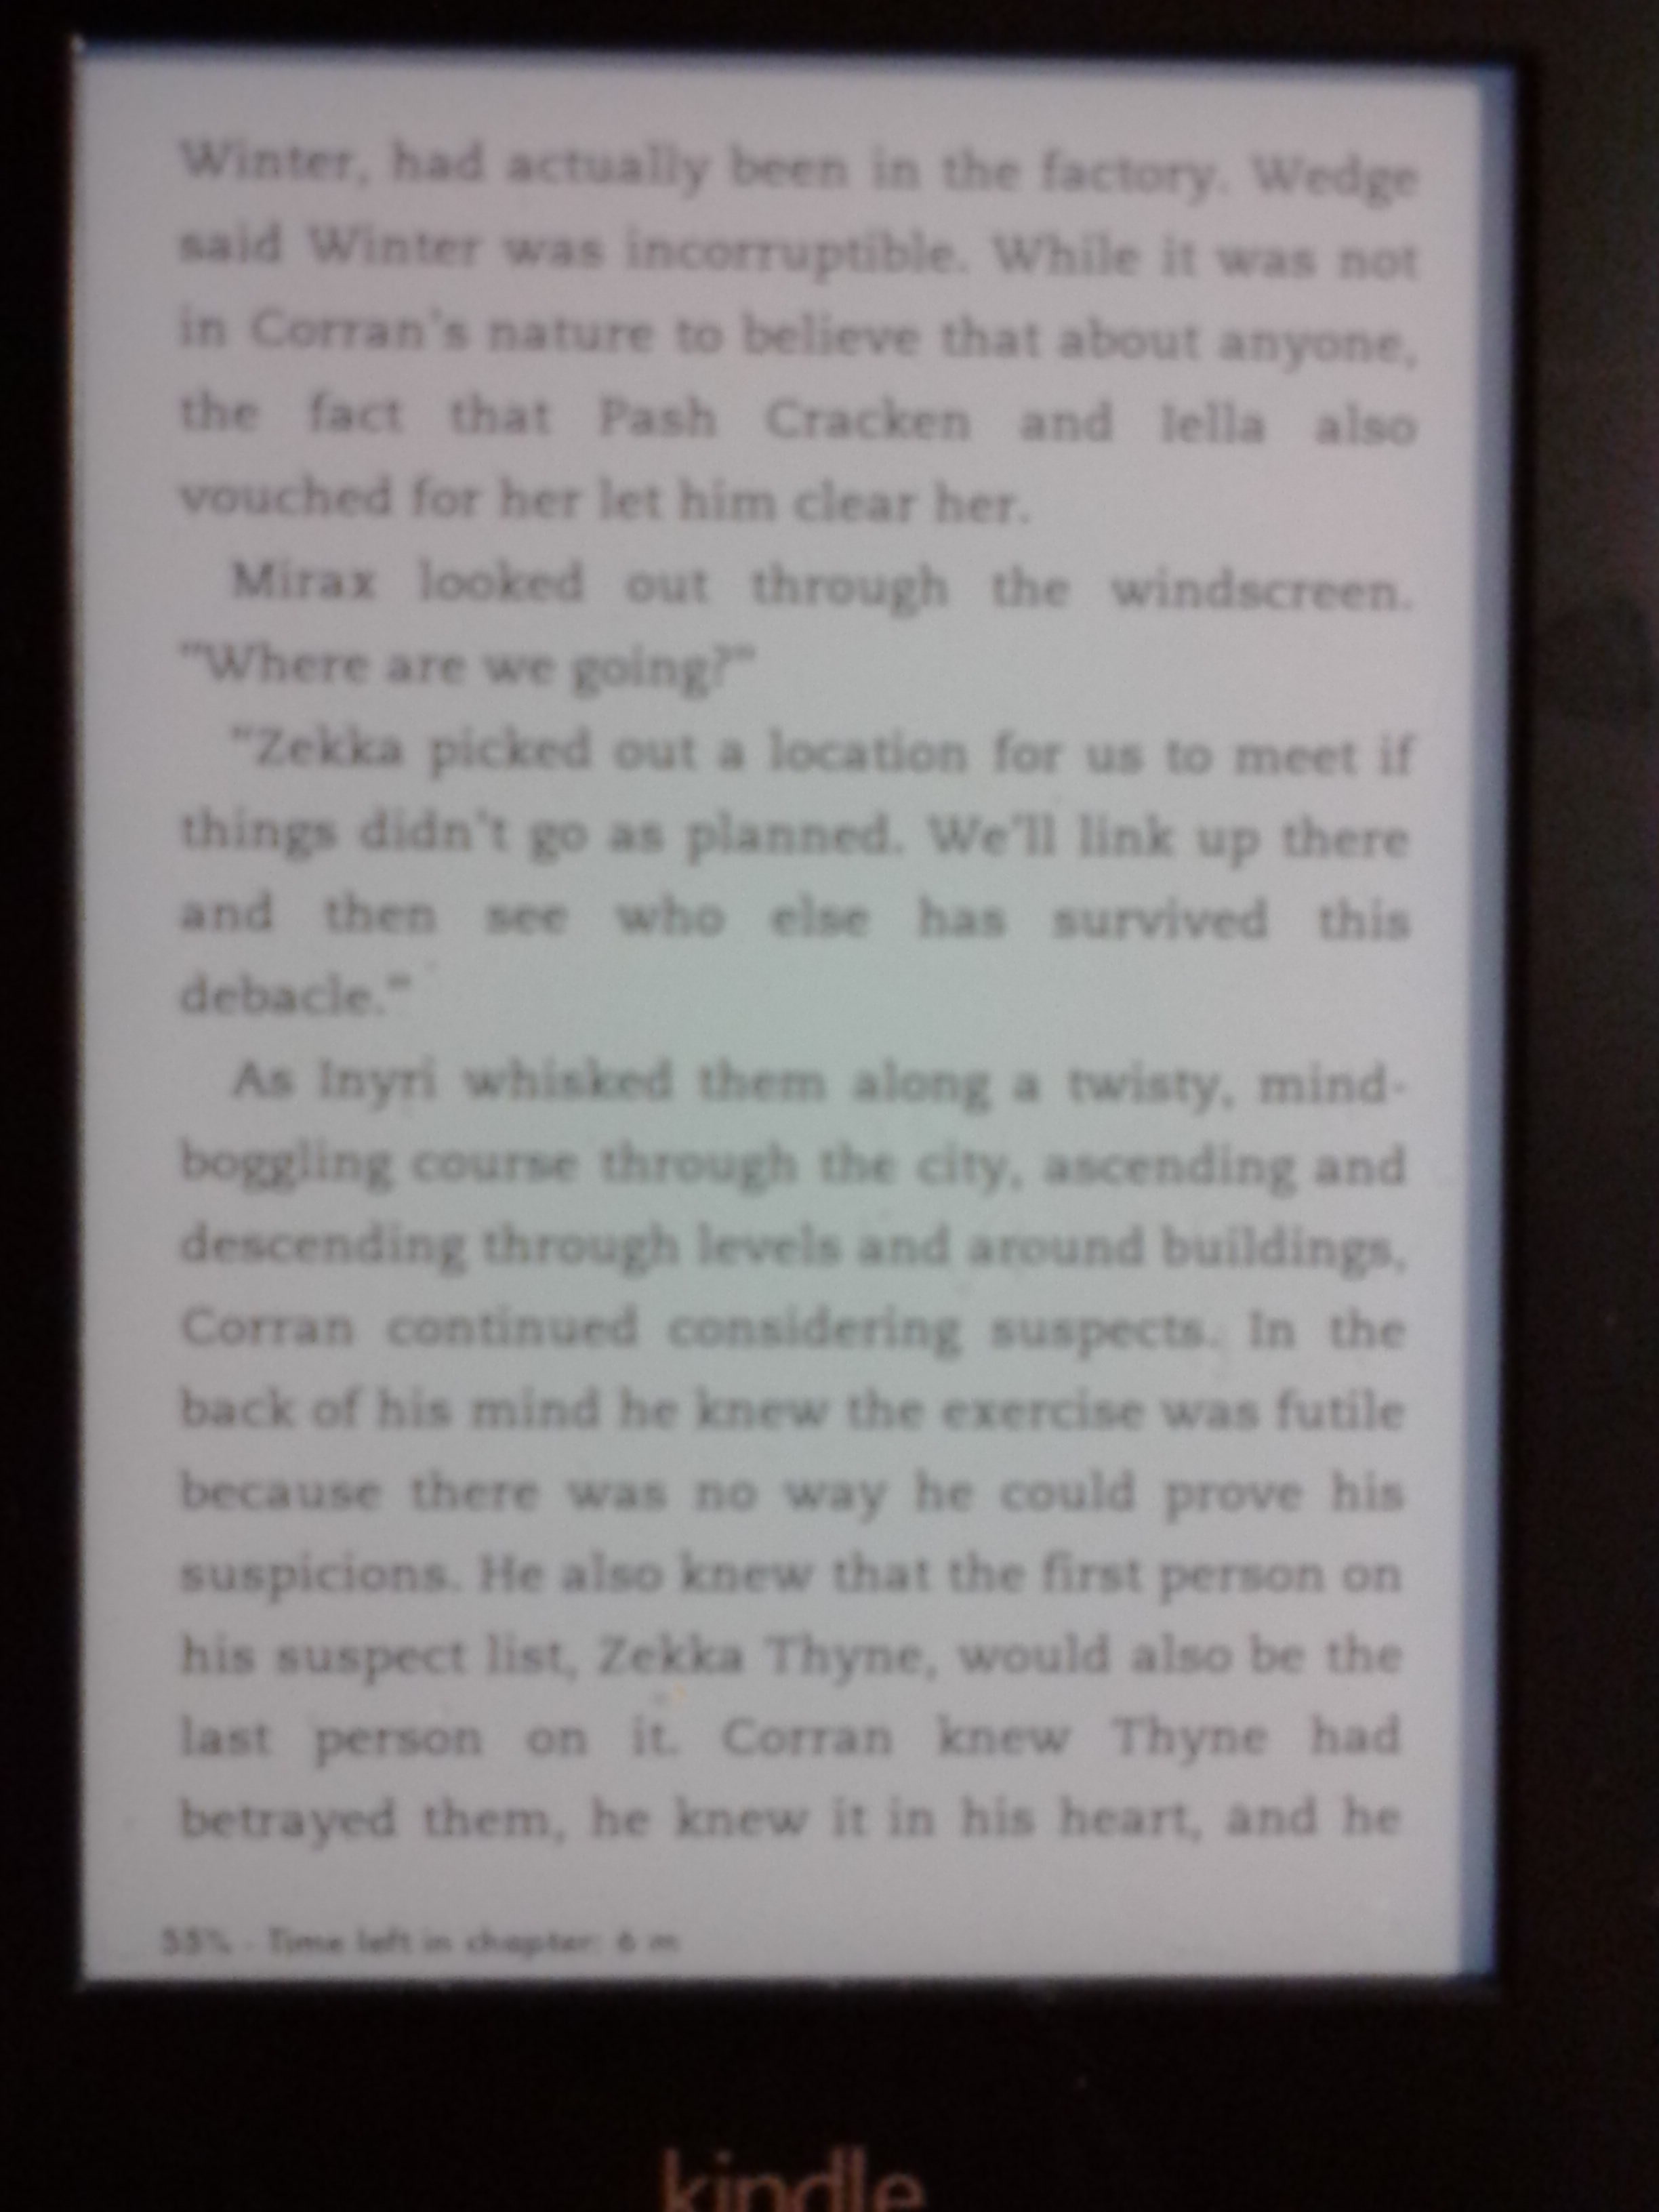 Winter, had actually been in the factory. Wedge
said Winter was incorruptible. While it was not
in Corran's nature to believe that about anyone,
the fact that Pash Cracken and Iella also
vouched for her let him clear her.
Mirax looked out through the windscreen.
"Where are we going?"
"Zekka picked out a location for us to meet if
things didn't go as planned. We'll link up there
and then see who else has survived this
debacle."
As Inyri whisked them along a twisty, mind-
boggling course through the city, ascending and
descending through levels and around buildings,
Corran continued considering suspects. In the
back of his mind he knew the exercise was futile
because there was no way he could prove his
suspicions. He also knew that the first person on
his suspect list, Zekka Thyne, would also be the
last person on it. Corran knew Thyne had
betrayed them, he knew it in his heart, and he
55% · Time left in chapter: 6 m
kindle